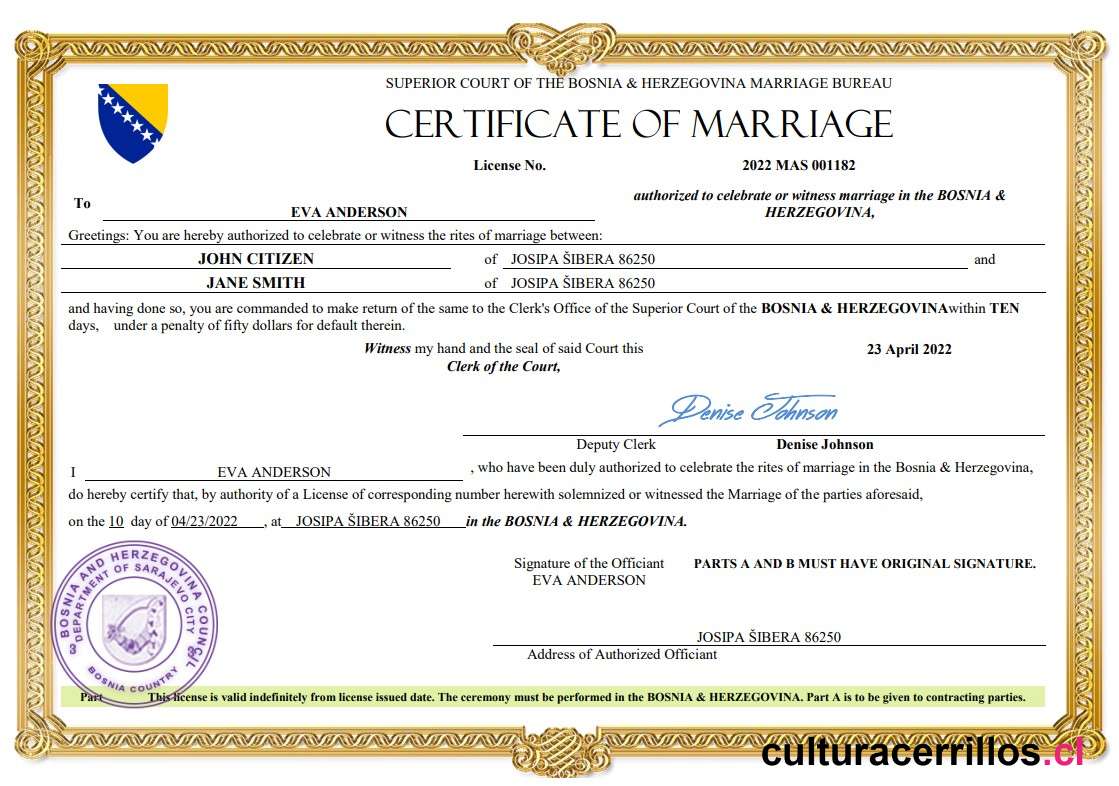 SUPERIOR COURT OF THE BOSNIA & HERZEGOVINA MARRIAGE BUREAU
CERTIFICATE OF MARRIAGE
License No. 2022 MAS 001182
To EVA ANDERSON authorized to celebrate or witness marriage in the BOSNIA &
HERZEGOVINA,
Greetings: You are hereby authorized to celebrate or witness the rites of marriage between:
JOHN CITIZEN of JOSIPA ŠIBERA 86250 and
JANE SMITH of JOSIPA ŠIBERA 86250
and having done so, you are commanded to make return of the same to the Clerk's Office of the Superior Court of the BOSNIA & HERZEGOVINAwithin TEN
days, under a penalty of fifty dollars for default therein.
Witness my hand and the seal of said Court this 23 April 2022
Clerk of the Court,
Denise Johnson
Deputy Clerk Denise Johnson
I EVA ANDERSON , who have been duly authorized to celebrate the rites of marriage in the Bosnia & Herzegovina,
do hereby certify that, by authority of a License of corresponding number herewith solemnized or witnessed the Marriage of the parties aforesaid,
on the 10 day of 04/23/2022 , at JOSIPA ŠIBERA 86250 in the BOSNIA & HERZEGOVINA.
BOSNIA AND HERZEGOVINA COUNCIL
DEPARTMENT OF SARAJEVO CITY
BOSNIA COUNTRY
Signature of the Officiant PARTS A AND B MUST HAVE ORIGINAL SIGNATURE.
EVA ANDERSON
JOSIPA ŠIBERA 86250
Address of Authorized Officiant
Part This license is valid indefinitely from license issued date. The ceremony must be performed in the BOSNIA & HERZEGOVINA. Part A is to be given to contracting parties.
culturacerrillos.cl